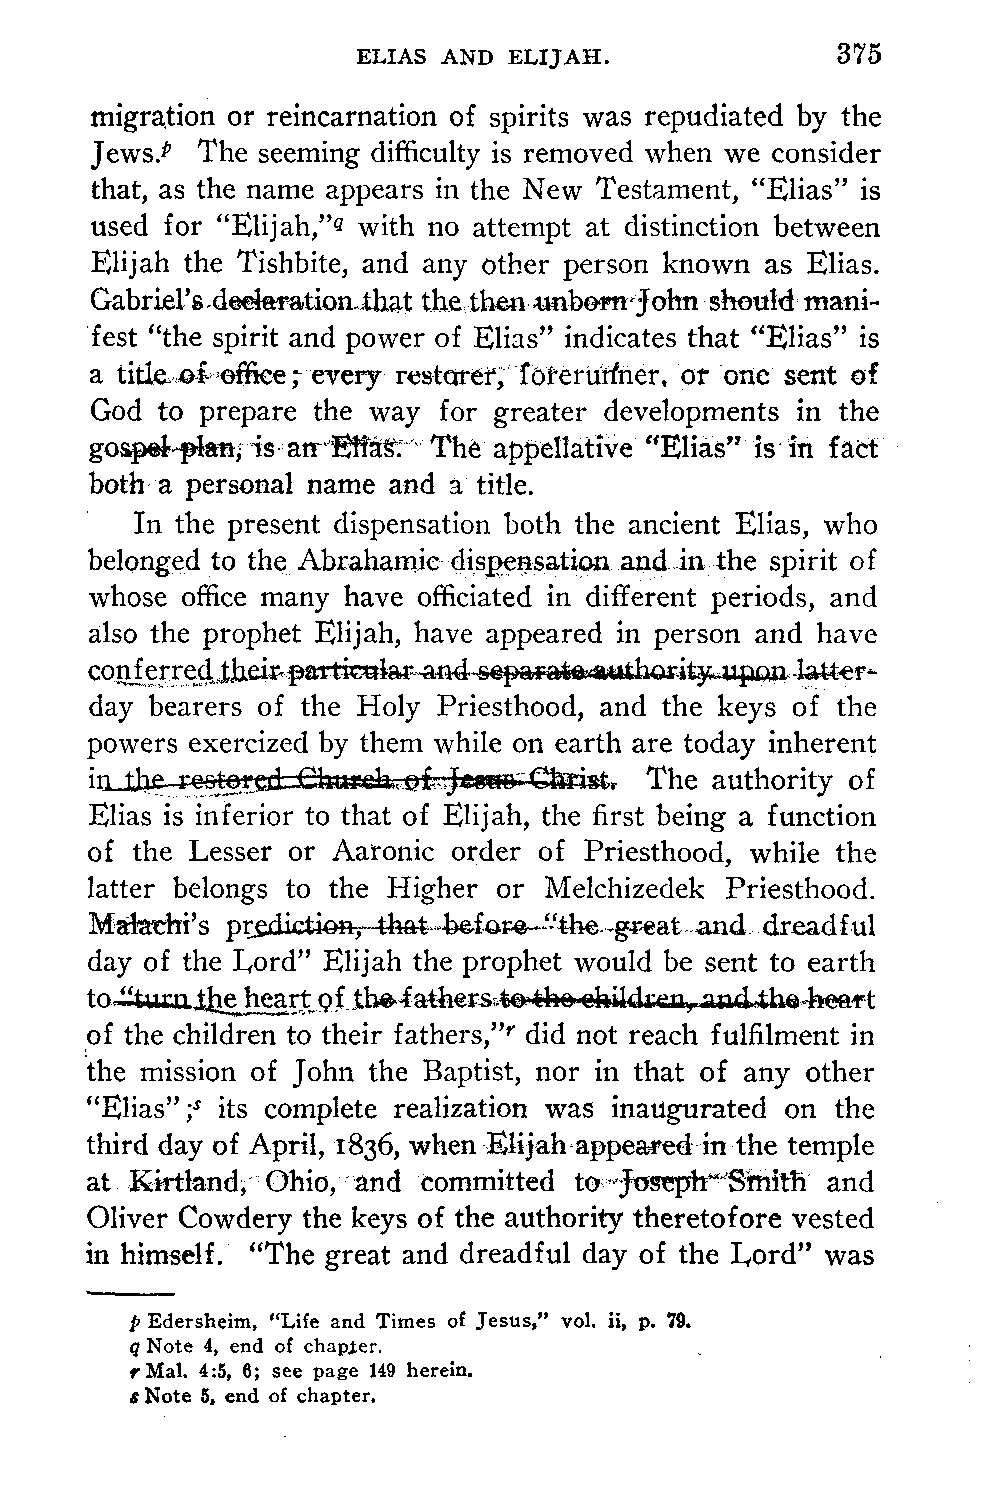 ELIAS AND ELIJAH. 375
migration or reincarnation of spirits was repudiated by the
Jews.p The seeming difficulty is removed when we consider
that, as the name appears in the New Testament, “Elias” is
used for “Elijah,”q with no attempt at distinction between
Elijah the Tishbite, and any other person known as Elias.
Gabriel’s declaration that the then unborn John should mani-
fest “the spirit and power of Elias” indicates that “Elias” is
a title of office; every restorer, forerunner, or one sent of
God to prepare the way for greater developments in the
gospel plan, is an Elias. The appellative “Elias” is in fact
both a personal name and a title.
In the present dispensation both the ancient Elias, who
belonged to the Abrahamic dispensation and in the spirit of
whose office many have officiated in different periods, and
also the prophet Elijah, have appeared in person and have
conferred their particular and separate authority upon latter-
day bearers of the Holy Priesthood, and the keys of the
powers exercized by them while on earth are today inherent
in the restored Church of Jesus Christ. The authority of
Elias is inferior to that of Elijah, the first being a function
of the Lesser or Aaronic order of Priesthood, while the
latter belongs to the Higher or Melchizedek Priesthood.
Malachi’s prediction, that before “the great and dreadful
day of the Lord” Elijah the prophet would be sent to earth
to “turn the heart of the fathers to the children, and the heart
of the children to their fathers,”r did not reach fulfilment in
the mission of John the Baptist, nor in that of any other
“Elias”;s its complete realization was inaugurated on the
third day of April, 1836, when Elijah appeared in the temple
at Kirtland, Ohio, and committed to Joseph Smith and
Oliver Cowdery the keys of the authority theretofore vested
in himself. “The great and dreadful day of the Lord” was
p Edersheim, “Life and Times of Jesus,” vol. ii, p. 79.
q Note 4, end of chapter.
r Mal. 4:5, 6; see page 149 herein.
s Note 5, end of chapter.